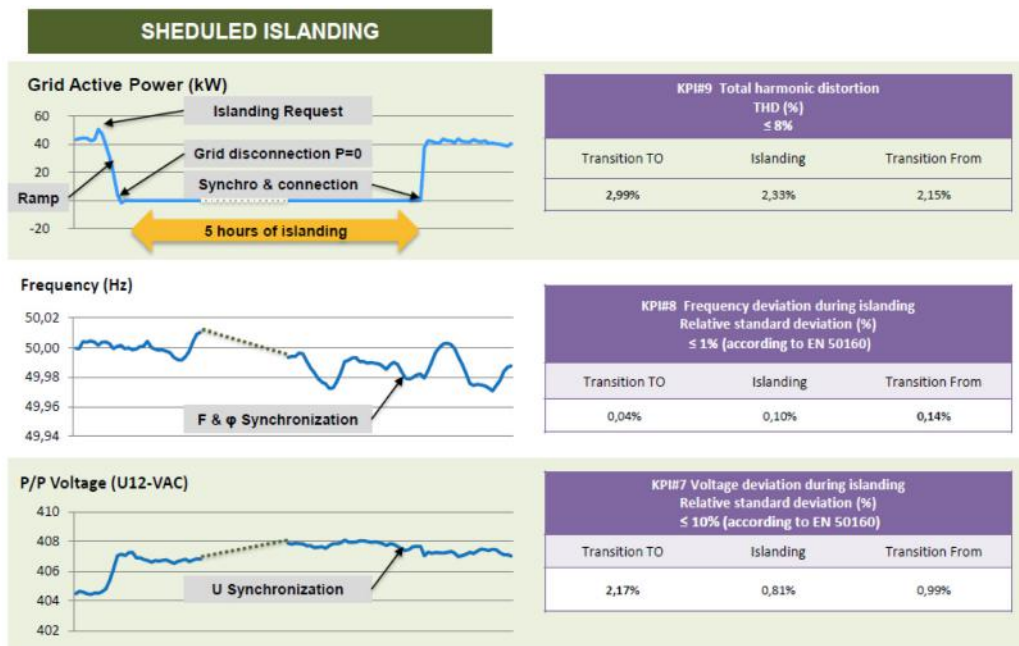 SHEDULED ISLANDING
Grid Active Power (kW)
60
40
20
0
-20
Islanding Request
Grid disconnection P=0
Synchro & connection
Ramp
5 hours of islanding
KPI#9 Total harmonic distortion
THD (%)
≤ 8%
Transition TO Islanding Transition From
2,99% 2,33% 2,15%
Frequency (Hz)
50,02
50,00
49,98
49,96
49,94
F & φ Synchronization
KPI#8 Frequency deviation during islanding
Relative standard deviation (%)
≤ 1% (according to EN 50160)
Transition TO Islanding Transition From
0,04% 0,10% 0,14%
P/P Voltage (U12-VAC)
410
408
406
404
402
U Synchronization
KPI#7 Voltage deviation during islanding
Relative standard deviation (%)
≤ 10% (according to EN 50160)
Transition TO Islanding Transition From
2,17% 0,81% 0,99%